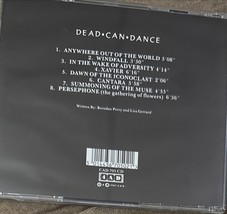 DEAD•CAN•DANCE
1. ANYWHERE OUT OF THE WORLD 5'08"
2. WINDFALL 3'30"
3. IN THE WAKE OF ADVERSITY 4'14"
4. XAVIER 6'16"
5. DAWN OF THE ICONOCLAST 2'06"
6. CANTARA 5'58"
7. SUMMONING OF THE MUSE 4'55"
8. PERSEPHONE (the gathering of flowers) 6'36"
Written By: Brendan Perry and Lisa Gerrard
CAD 705 CD
4AD